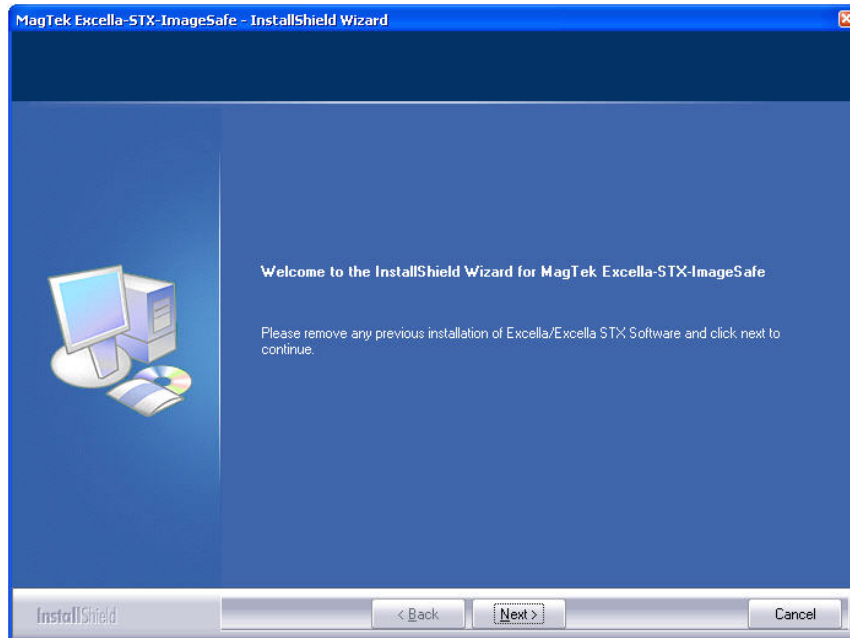 MagTek Excella-STX-ImageSafe - InstallShield Wizard
Welcome to the InstallShield Wizard for MagTek Excella-STX-ImageSafe
Please remove any previous installation of Excella/Excella STX Software and click next to
continue.
InstallShield
< Back
Next >
Cancel